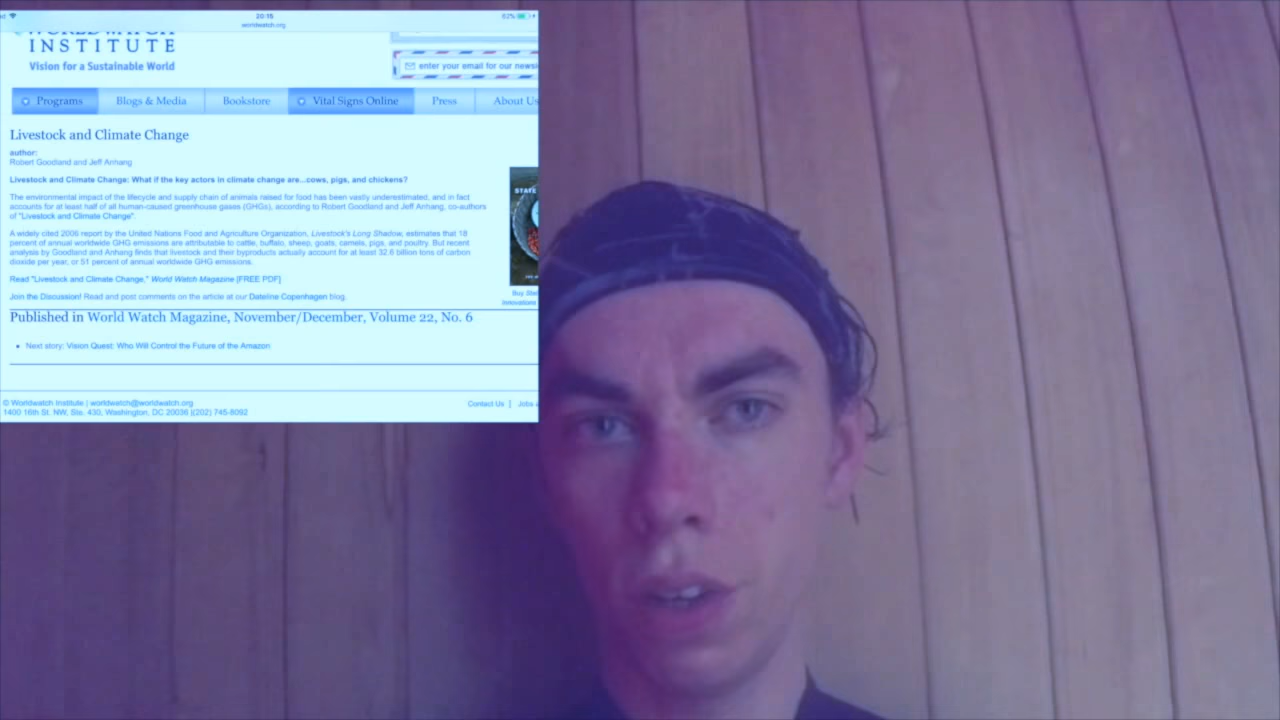 20:15
62%
worldwatch.org
WORLDWATCH
INSTITUTE
Vision for a Sustainable World
enter your email for our newsl
Programs
Blogs & Media
Bookstore
Vital Signs Online
Press
About Us
Livestock and Climate Change
author:
Robert Goodland and Jeff Anhang
Livestock and Climate Change: What if the key actors in climate change are...cows, pigs, and chickens?
The environmental impact of the lifecycle and supply chain of animals raised for food has been vastly underestimated, and in fact
accounts for at least half of all human-caused greenhouse gases (GHGs), according to Robert Goodland and Jeff Anhang, co-authors
of "Livestock and Climate Change".
A widely cited 2006 report by the United Nations Food and Agriculture Organization, Livestock's Long Shadow, estimates that 18
percent of annual worldwide GHG emissions are attributable to cattle, buffalo, sheep, goats, camels, pigs, and poultry. But recent
analysis by Goodland and Anhang finds that livestock and their byproducts actually account for at least 32.6 billion tons of carbon
dioxide per year, or 51 percent of annual worldwide GHG emissions.
Read "Livestock and Climate Change," World Watch Magazine [FREE PDF]
Join the Discussion! Read and post comments on the article at our Dateline Copenhagen blog.
STATE
Buy
Innovations
Published in World Watch Magazine, November/December, Volume 22, No. 6
Next story: Vision Quest: Who Will Control the Future of the Amazon
© Worldwatch Institute | worldwatch@worldwatch.org
1400 16th St. NW, Ste. 430, Washington, DC 20036 |(202) 745-8092
Contact Us | Jobs